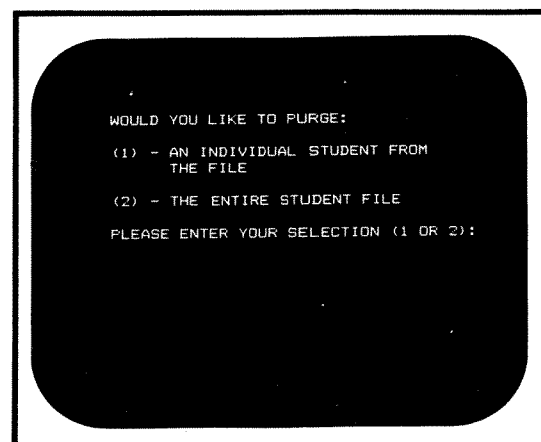 WOULD YOU LIKE TO PURGE:
(1) - AN INDIVIDUAL STUDENT FROM
THE FILE
(2) - THE ENTIRE STUDENT FILE
PLEASE ENTER YOUR SELECTION (1 OR 2):